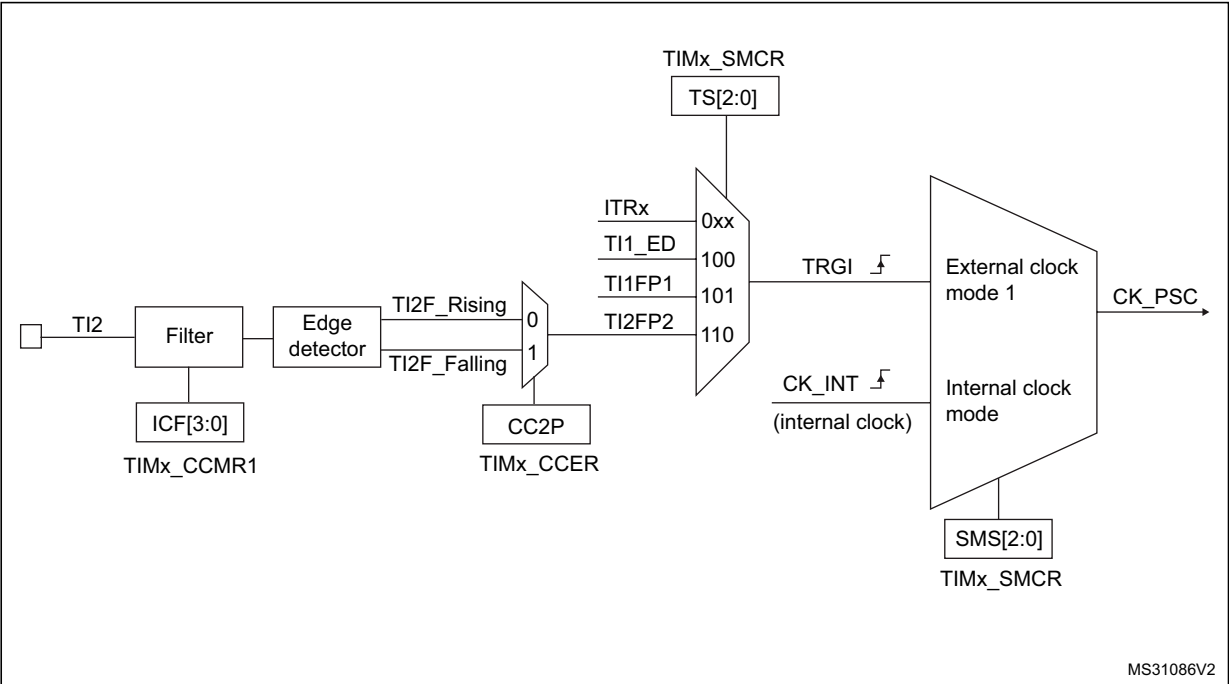 TIMx_SMCR
TS[2:0]
ITRx
0xx
TI1_ED
100
TI1FP1
101
TI2FP2
110
TRGI
External clock
mode 1
CK_PSC
TI2
Filter
Edge
detector
TI2F_Rising
0
TI2F_Falling
1
CK_INT
(internal clock)
Internal clock
mode
ICF[3:0]
TIMx_CCMR1
CC2P
TIMx_CCER
SMS[2:0]
TIMx_SMCR
MS31086V2